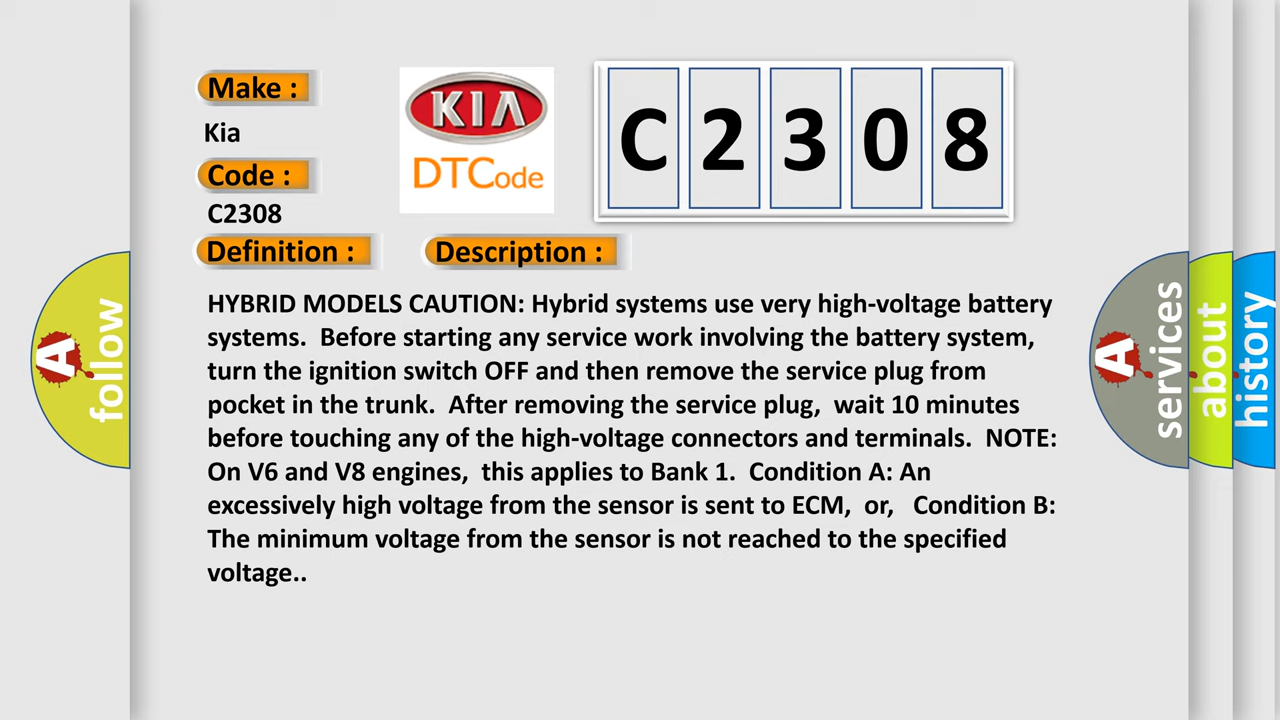 Make :
Kia
Code :
C2308
KIA
DTCode
C2308
Definition :
Description :
HYBRID MODELS CAUTION: Hybrid systems use very high-voltage battery
systems.  Before starting any service work involving the battery system,
turn the ignition switch OFF and then remove the service plug from
pocket in the trunk.  After removing the service plug,  wait 10 minutes
before touching any of the high-voltage connectors and terminals.  NOTE:
On V6 and V8 engines,  this applies to Bank 1.  Condition A: An
excessively high voltage from the sensor is sent to ECM,  or,   Condition B:
The minimum voltage from the sensor is not reached to the specified
voltage..
A follow
A services
about
history